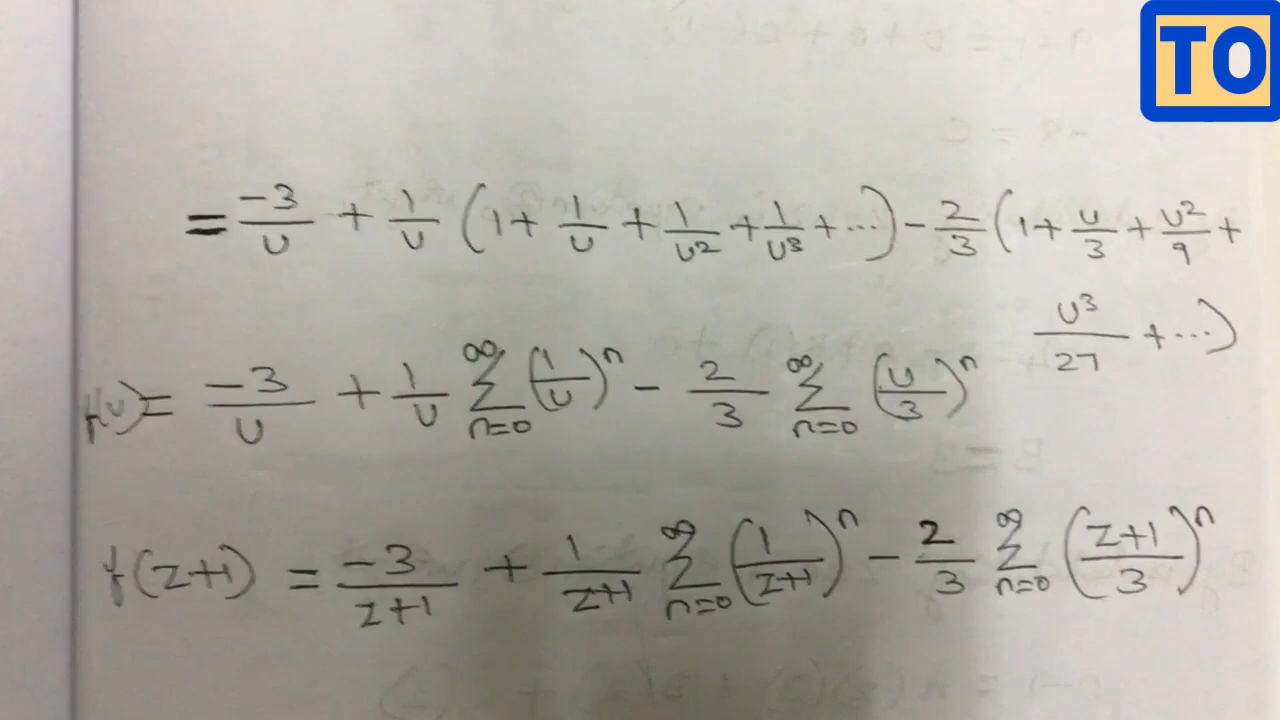 TO
= -3/u + 1/u (1 + 1/u + 1/u² + 1/u³ + ...) - 2/3 (1 + u/3 + u²/9 +
u³/27 + ...)
f(u) = -3/u + 1/u ∑_{n=0}^{∞} (1/u)^n - 2/3 ∑_{n=0}^{∞} (u/3)^n
f(z+1) = -3/z+1 + 1/z+1 ∑_{n=0}^{∞} (1/z+1)^n - 2/3 ∑_{n=0}^{∞} (z+1/3)^n